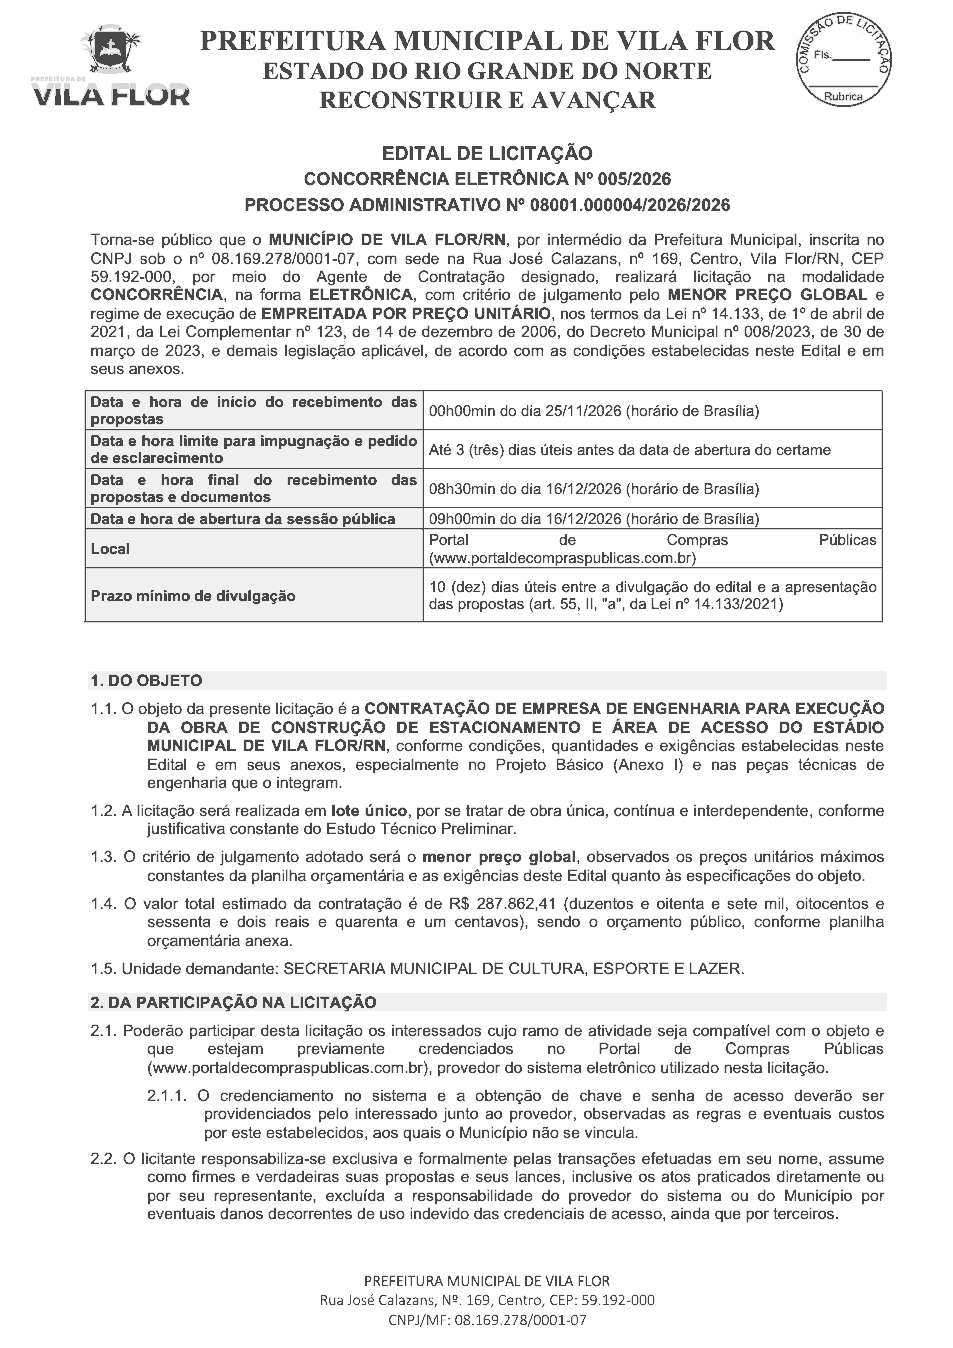 PREFEITURA DE
VILA FLOR
PREFEITURA MUNICIPAL DE VILA FLOR
ESTADO DO RIO GRANDE DO NORTE
RECONSTRUIR E AVANÇAR
COMISSÃO DE LICITAÇÃO
Fls.
Rubrica
EDITAL DE LICITAÇÃO
CONCORRÊNCIA ELETRÔNICA Nº 005/2026
PROCESSO ADMINISTRATIVO Nº 08001.000004/2026/2026
Torna-se público que o MUNICÍPIO DE VILA FLOR/RN, por intermédio da Prefeitura Municipal, inscrita no
CNPJ sob o nº 08.169.278/0001-07, com sede na Rua José Calazans, nº 169, Centro, Vila Flor/RN, CEP
59.192-000, por meio do Agente de Contratação designado, realizará licitação na modalidade
CONCORRÊNCIA, na forma ELETRÔNICA, com critério de julgamento pelo MENOR PREÇO GLOBAL e
regime de execução de EMPREITADA POR PREÇO UNITÁRIO, nos termos da Lei nº 14.133, de 1º de abril de
2021, da Lei Complementar nº 123, de 14 de dezembro de 2006, do Decreto Municipal nº 008/2023, de 30 de
março de 2023, e demais legislação aplicável, de acordo com as condições estabelecidas neste Edital e em
seus anexos.
Data e hora de início do recebimento das
propostas
00h00min do dia 25/11/2026 (horário de Brasília)
Data e hora limite para impugnação e pedido
de esclarecimento
Até 3 (três) dias úteis antes da data de abertura do certame
Data e hora final do recebimento das
propostas e documentos
08h30min do dia 16/12/2026 (horário de Brasília)
Data e hora de abertura da sessão pública
09h00min do dia 16/12/2026 (horário de Brasília)
Local
Portal de Compras Públicas
(www.portaldecompraspublicas.com.br)
Prazo mínimo de divulgação
10 (dez) dias úteis entre a divulgação do edital e a apresentação
das propostas (art. 55, II, "a", da Lei nº 14.133/2021)
1. DO OBJETO
1.1. O objeto da presente licitação é a CONTRATAÇÃO DE EMPRESA DE ENGENHARIA PARA EXECUÇÃO
DA OBRA DE CONSTRUÇÃO DE ESTACIONAMENTO E ÁREA DE ACESSO DO ESTÁDIO
MUNICIPAL DE VILA FLOR/RN, conforme condições, quantidades e exigências estabelecidas neste
Edital e em seus anexos, especialmente no Projeto Básico (Anexo I) e nas peças técnicas de
engenharia que o integram.
1.2. A licitação será realizada em lote único, por se tratar de obra única, contínua e interdependente, conforme
justificativa constante do Estudo Técnico Preliminar.
1.3. O critério de julgamento adotado será o menor preço global, observados os preços unitários máximos
constantes da planilha orçamentária e as exigências deste Edital quanto às especificações do objeto.
1.4. O valor total estimado da contratação é de R$ 287.862,41 (duzentos e oitenta e sete mil, oitocentos e
sessenta e dois reais e quarenta e um centavos), sendo o orçamento público, conforme planilha
orçamentária anexa.
1.5. Unidade demandante: SECRETARIA MUNICIPAL DE CULTURA, ESPORTE E LAZER.
2. DA PARTICIPAÇÃO NA LICITAÇÃO
2.1. Poderão participar desta licitação os interessados cujo ramo de atividade seja compatível com o objeto e
que estejam previamente credenciados no Portal de Compras Públicas
(www.portaldecompraspublicas.com.br), provedor do sistema eletrônico utilizado nesta licitação.
2.1.1. O credenciamento no sistema e a obtenção de chave e senha de acesso deverão ser
providenciados pelo interessado junto ao provedor, observadas as regras e eventuais custos
por este estabelecidos, aos quais o Município não se vincula.
2.2. O licitante responsabiliza-se exclusiva e formalmente pelas transações efetuadas em seu nome, assume
como firmes e verdadeiras suas propostas e seus lances, inclusive os atos praticados diretamente ou
por seu representante, excluída a responsabilidade do provedor do sistema ou do Município por
eventuais danos decorrentes de uso indevido das credenciais de acesso, ainda que por terceiros.
PREFEITURA MUNICIPAL DE VILA FLOR
Rua José Calazans, Nº. 169, Centro, CEP: 59.192-000
CNPJ/MF: 08.169.278/0001-07